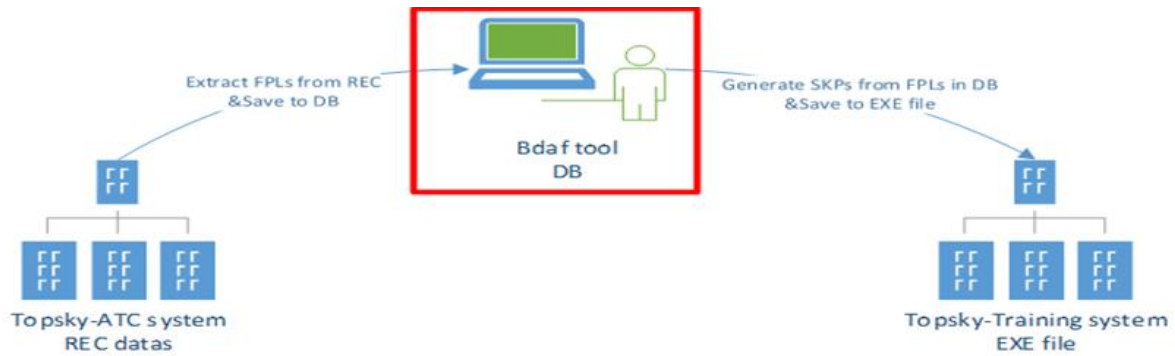 Extract FPLs from REC
&Save to DB
Generate SKPs from FPLs in DB
&Save to EXE file
Bdaf tool
DB
Topsky-ATC system
REC datas
Topsky-Training system
EXE file